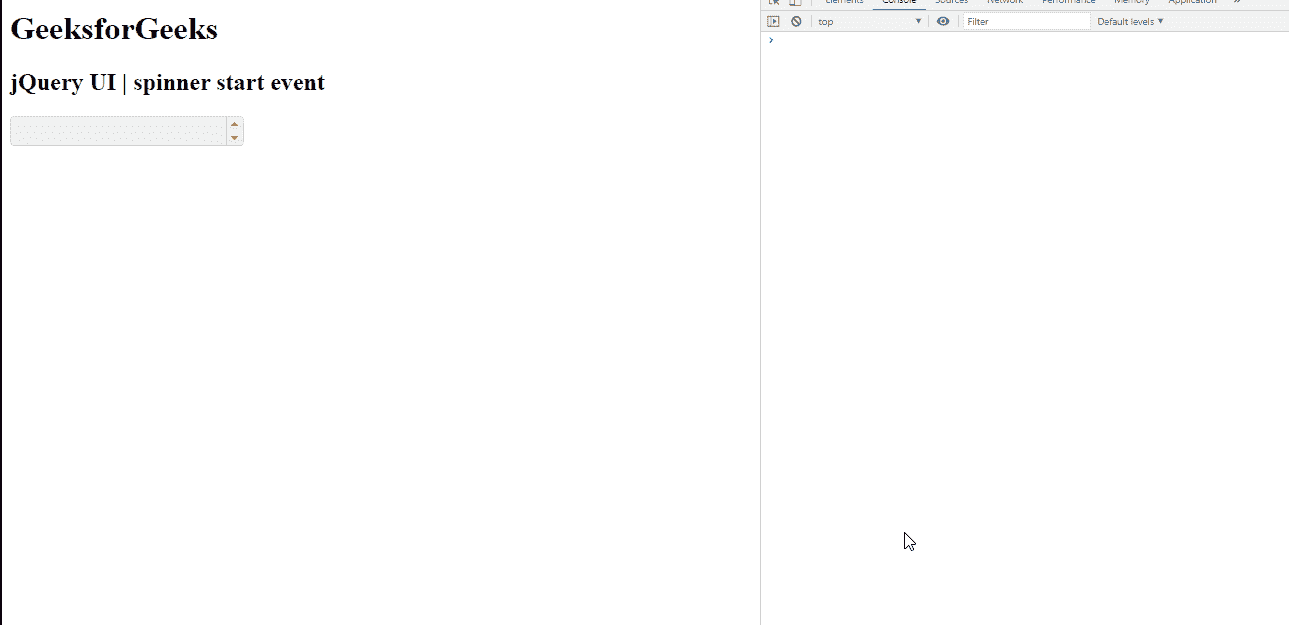 GeeksforGeeks
jQuery UI | spinner start event
Elements Console Sources Network Performance Memory Application »
top ▼ Filter Default levels ▼